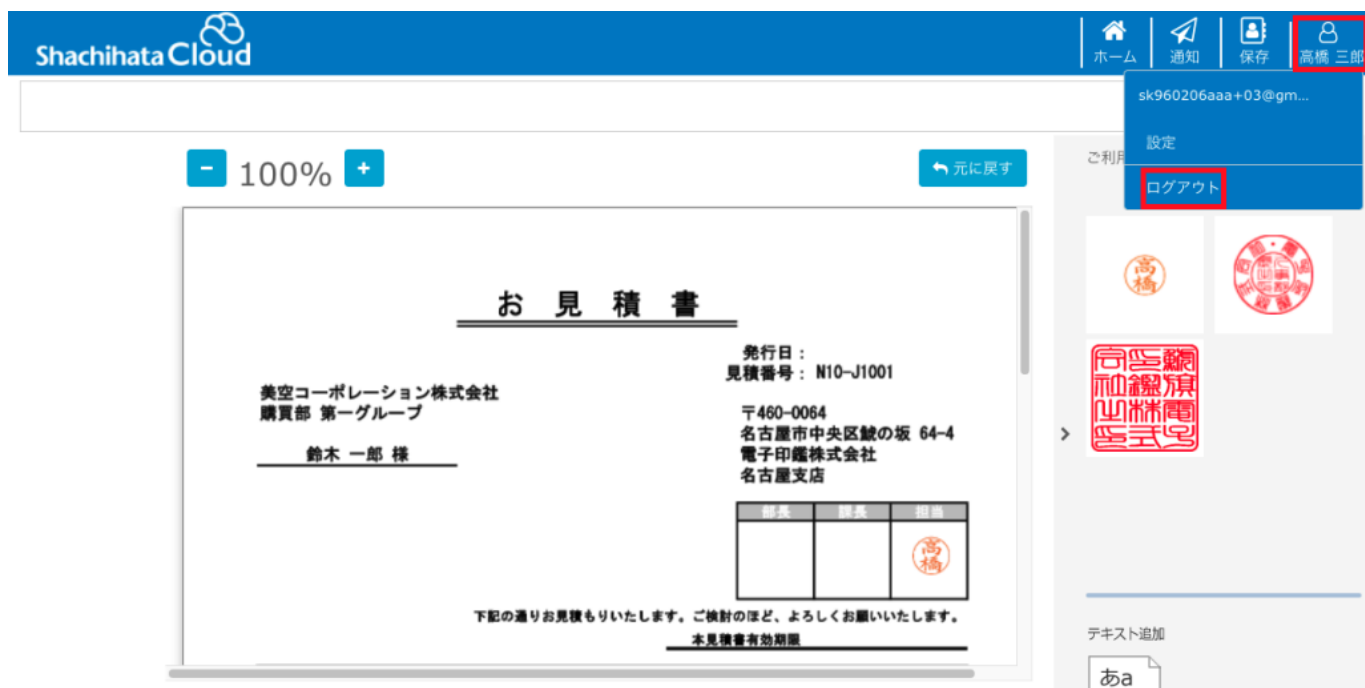 Shachihata Cloud
ホーム 通知 保存 高橋 三郎
sk960206aaa+03@gm...
設定
ログアウト
- 100% +
元に戻す
ご利用
お 見 積 書
発行日：
見積番号： N10-J1001
美空コーポレーション株式会社
購買部 第一グループ
鈴木 一郎 様
〒460-0064
名古屋市中央区鯱の坂 64-4
電子印鑑株式会社
名古屋支店
部長 課長 担当
高橋
下記の通りお見積もりいたします。ご検討のほど、よろしくお願いいたします。
本見積書有効期限
高橋
テキスト追加
あa